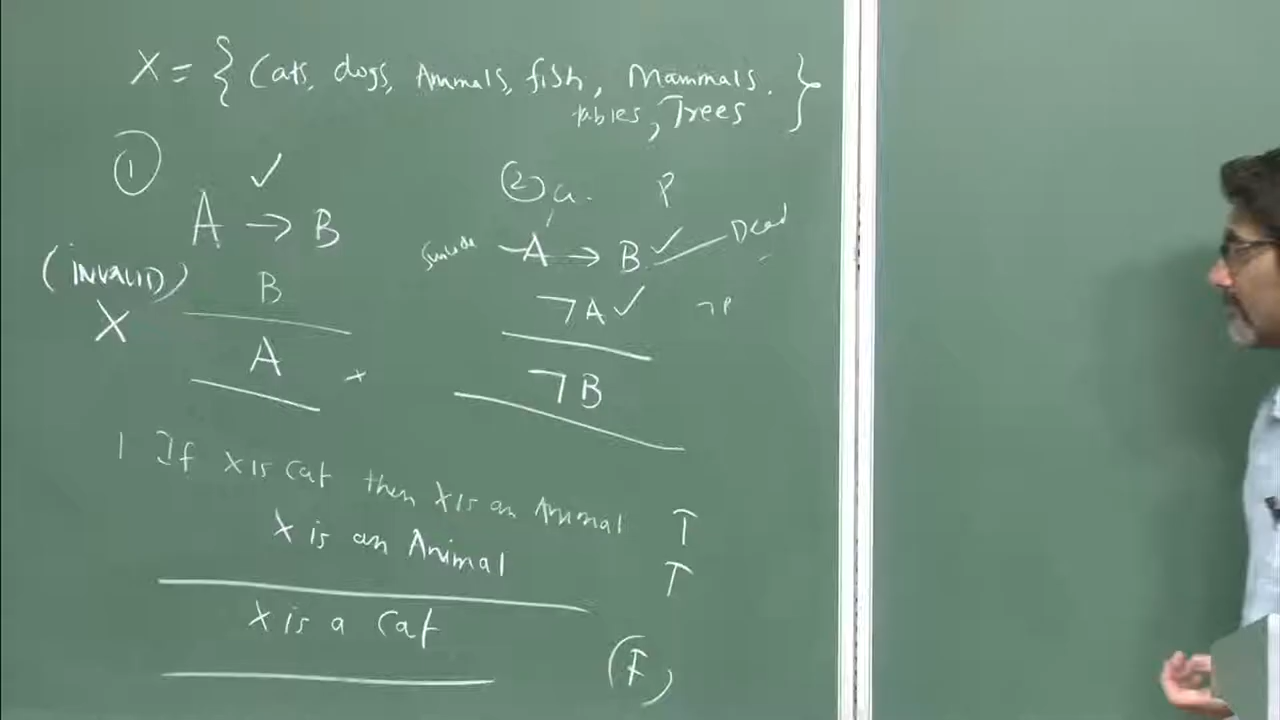 X = { Cats, dogs, Animals, fish, Mammals.
tables, Trees }
①
✓
A → B
(INVALID)
B
X
A
x
② a. P
A → B ✓ Dead
¬A ✓ ¬P
¬B
1 If X is Cat then X is an Animal T
X is an Animal T
X is a Cat (F)